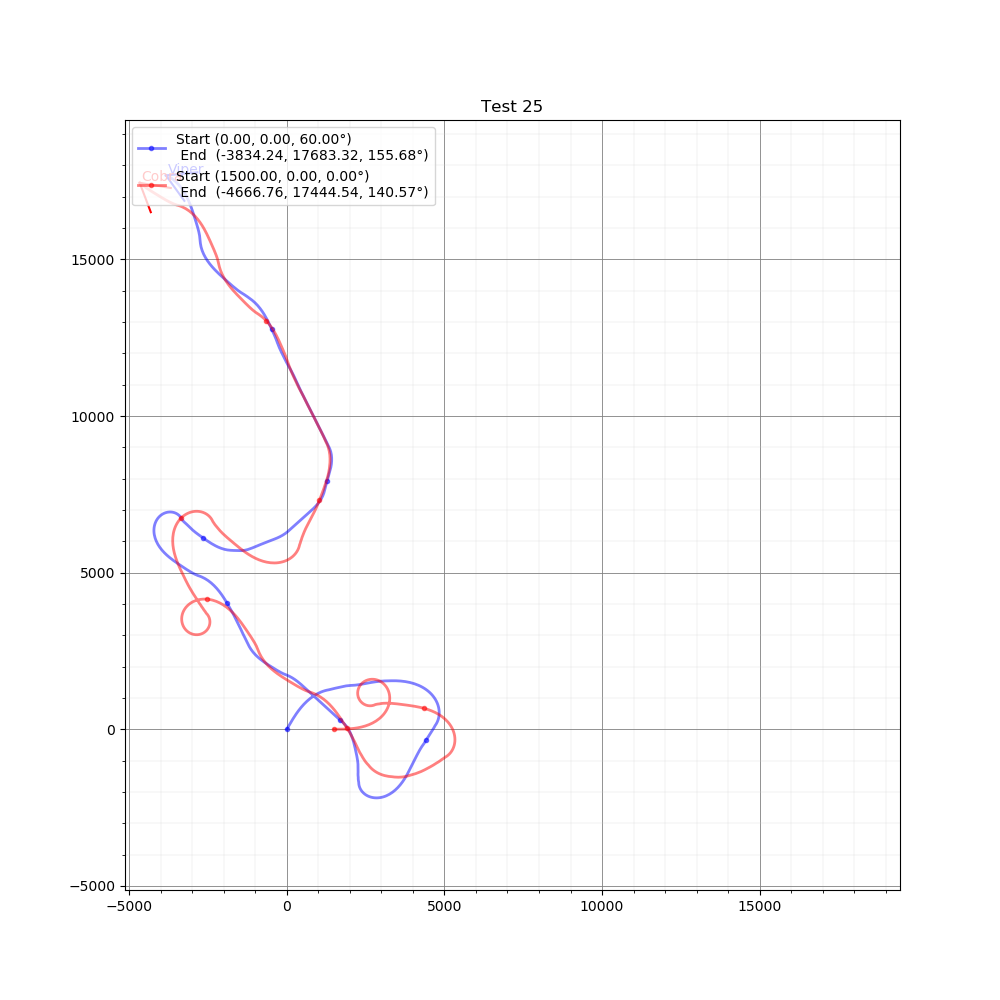 Test 25
Start (0.00, 0.00, 60.00°)
End (-3834.24, 17683.32, 155.68°)
Start (1500.00, 0.00, 0.00°)
End (-4666.76, 17444.54, 140.57°)
Viper
15000
10000
5000
0
−5000
−5000 0 5000 10000 15000